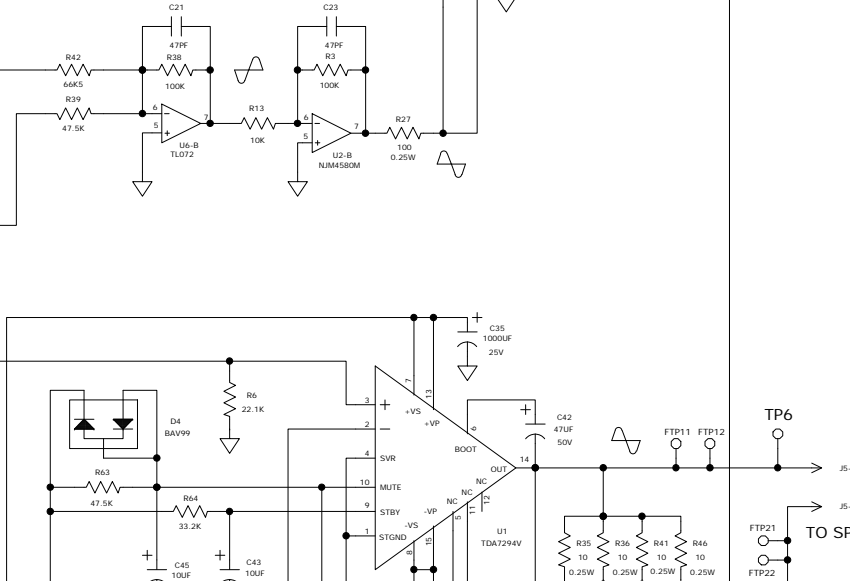 C21
47PF
R42
66K5
R38
100K
R39
47.5K
6
5
7
U6-B
TL072
R13
10K
C23
47PF
R3
100K
6
5
7
U2-B
NJM4580M
R27
100
0.25W
C35
1000UF
25V
R6
22.1K
D4
BAV99
R63
47.5K
R64
33.2K
C45
10UF
C43
10UF
3
2
4
10
9
1
7
13
+VS
+VP
SVR
MUTE
STBY
STGND
BOOT
6
OUT
14
NC
NC
NC
12
11
5
-VP
-VS
15
8
U1
TDA7294V
C42
47UF
50V
FTP11
FTP12
TP6
J5-
J5-
R35
10
0.25W
R36
10
0.25W
R41
10
0.25W
R46
10
0.25W
FTP21
FTP22
TO SP